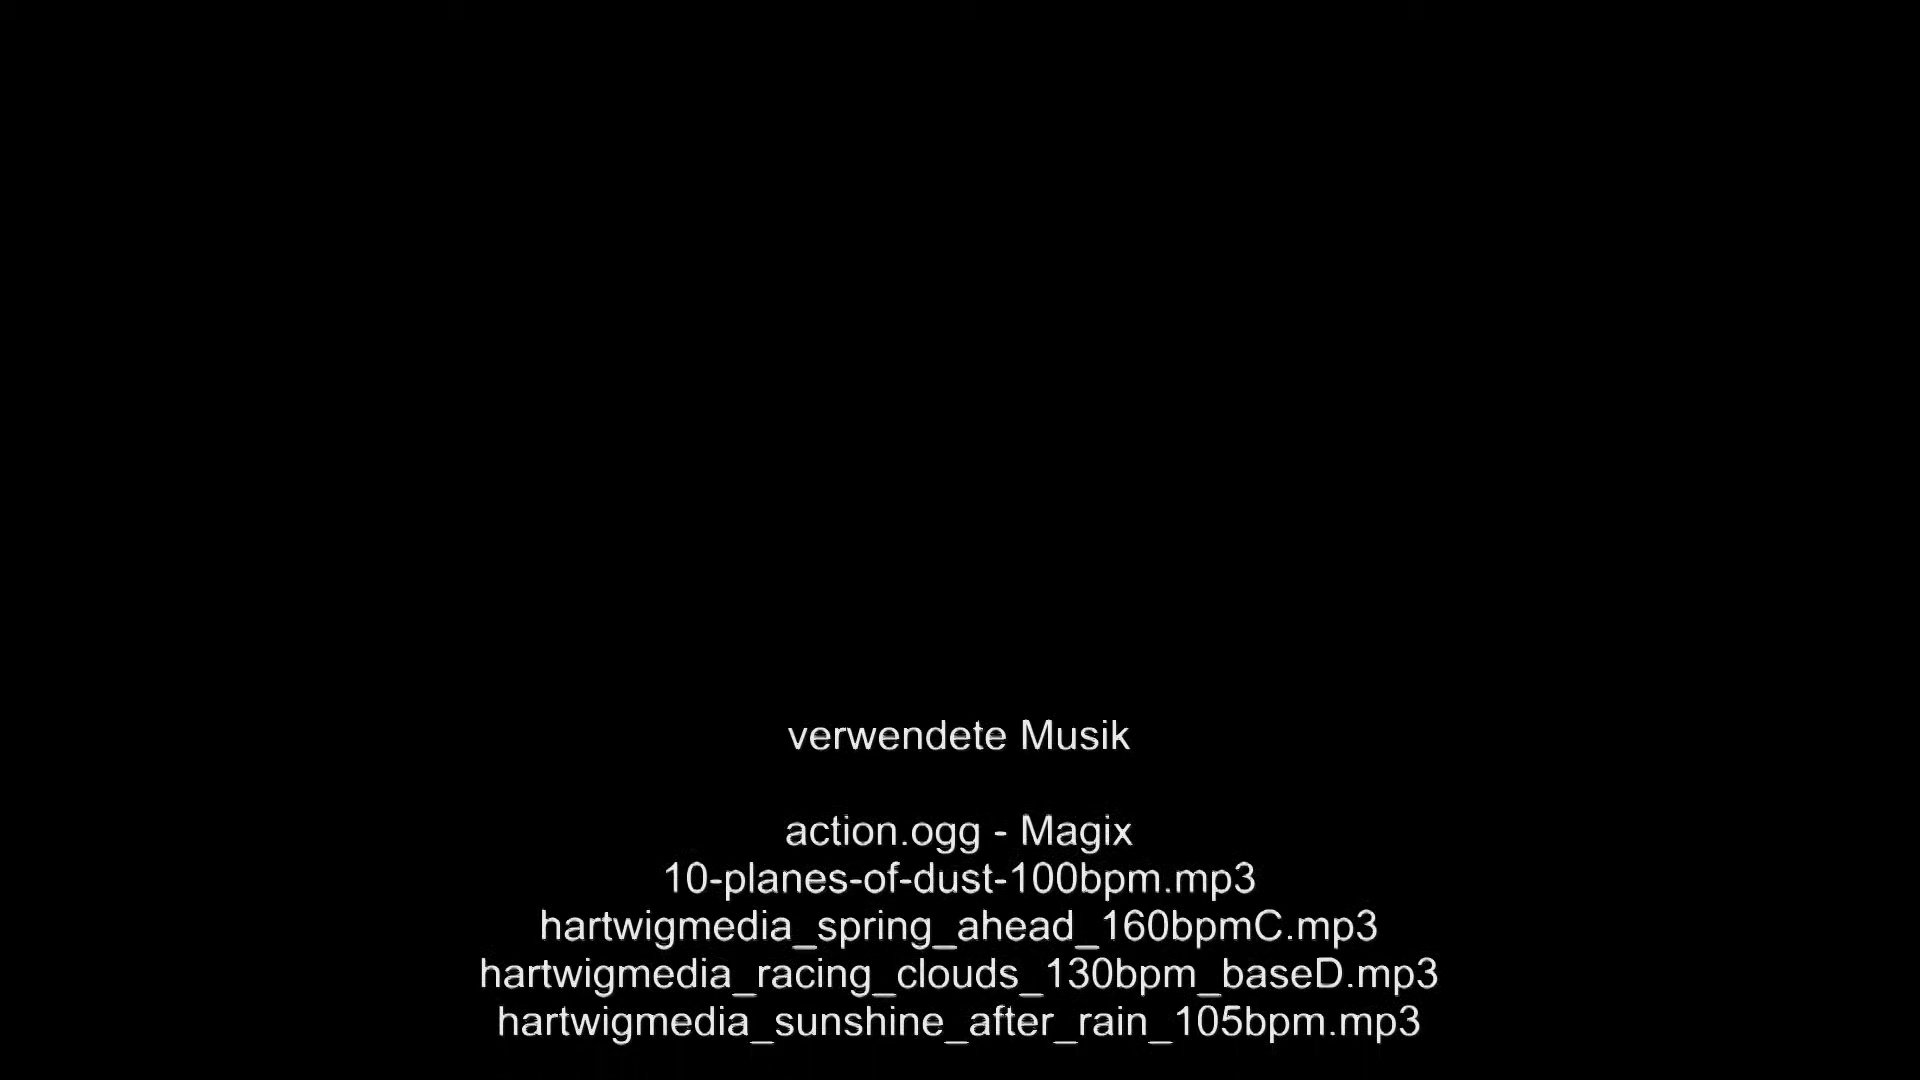 verwendete Musik
action.ogg - Magix
10-planes-of-dust-100bpm.mp3
hartwigmedia_spring_ahead_160bpmC.mp3
hartwigmedia_racing_clouds_130bpm_baseD.mp3
hartwigmedia_sunshine_after_rain_105bpm.mp3